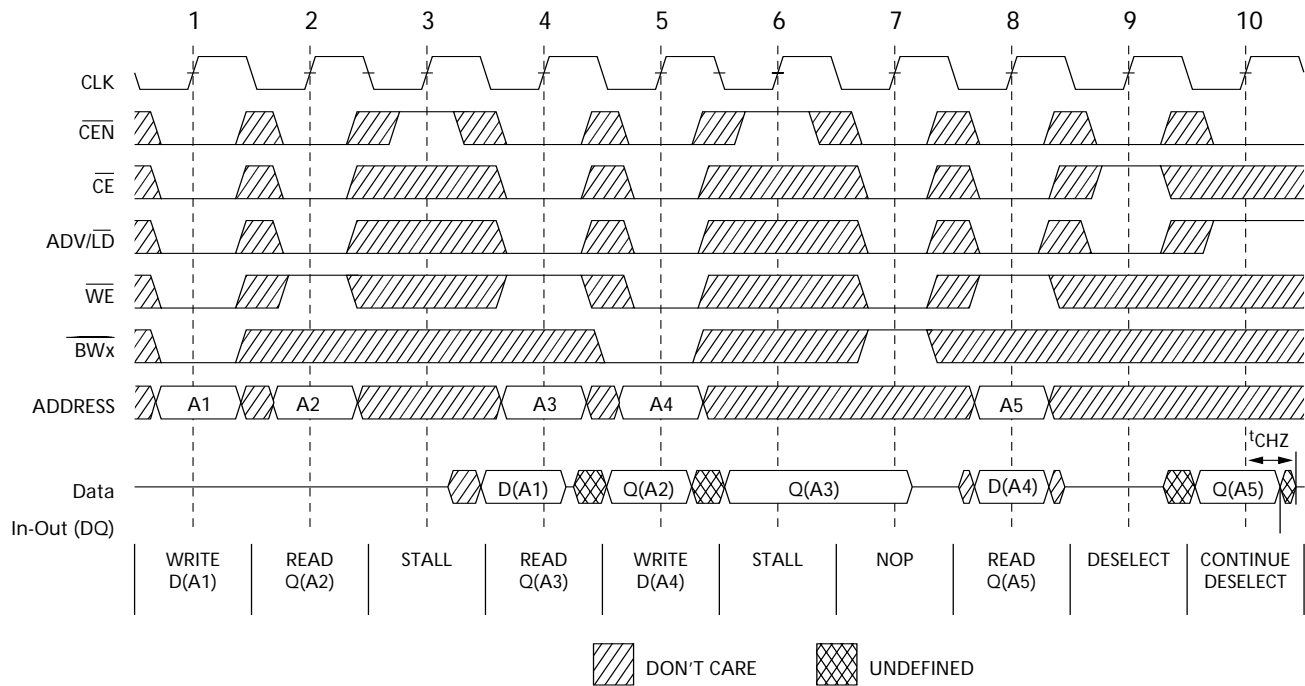 1 2 3 4 5 6 7 8 9 10
CLK
CEN
CE
ADV/LD
WE
BWx
ADDRESS A1 A2 A3 A4 A5
tCHZ
Data D(A1) Q(A2) Q(A3) D(A4) Q(A5)
In-Out (DQ)
WRITE READ STALL READ WRITE STALL NOP READ DESELECT CONTINUE
D(A1) Q(A2) Q(A3) D(A4) Q(A5) DESELECT
DON'T CARE UNDEFINED